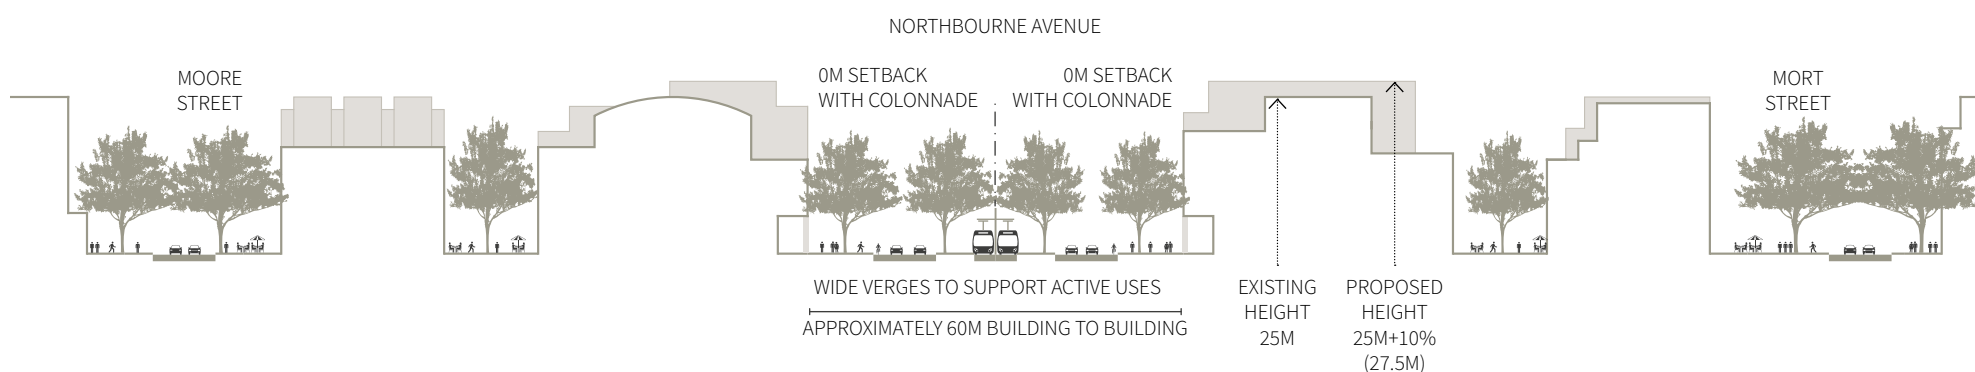 NORTHBOURNE AVENUE
MOORE
STREET
0M SETBACK
WITH COLONNADE
0M SETBACK
WITH COLONNADE
MORT
STREET
WIDE VERGES TO SUPPORT ACTIVE USES
APPROXIMATELY 60M BUILDING TO BUILDING
EXISTING
HEIGHT
25M
PROPOSED
HEIGHT
25M+10%
(27.5M)